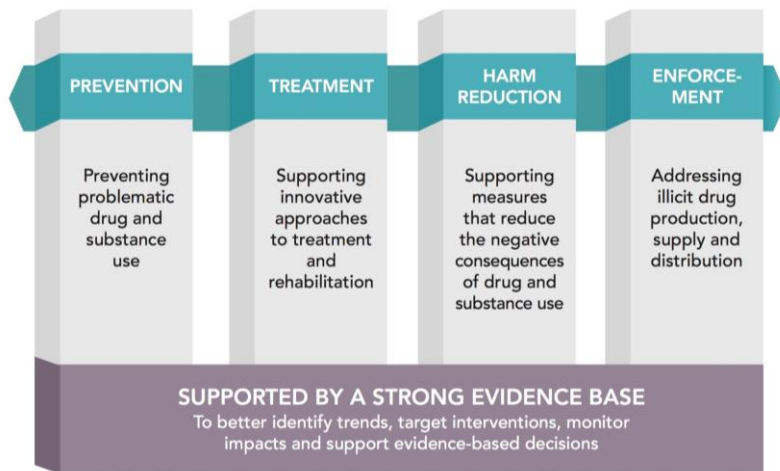 PREVENTION
Preventing
problematic
drug and
substance
use
TREATMENT
Supporting
innovative
approaches
to treatment
and
rehabilitation
HARM
REDUCTION
Supporting
measures
that reduce
the negative
consequences
of drug and
substance use
ENFORCE-
MENT
Addressing
illicit drug
production,
supply and
distribution
SUPPORTED BY A STRONG EVIDENCE BASE
To better identify trends, target interventions, monitor
impacts and support evidence-based decisions